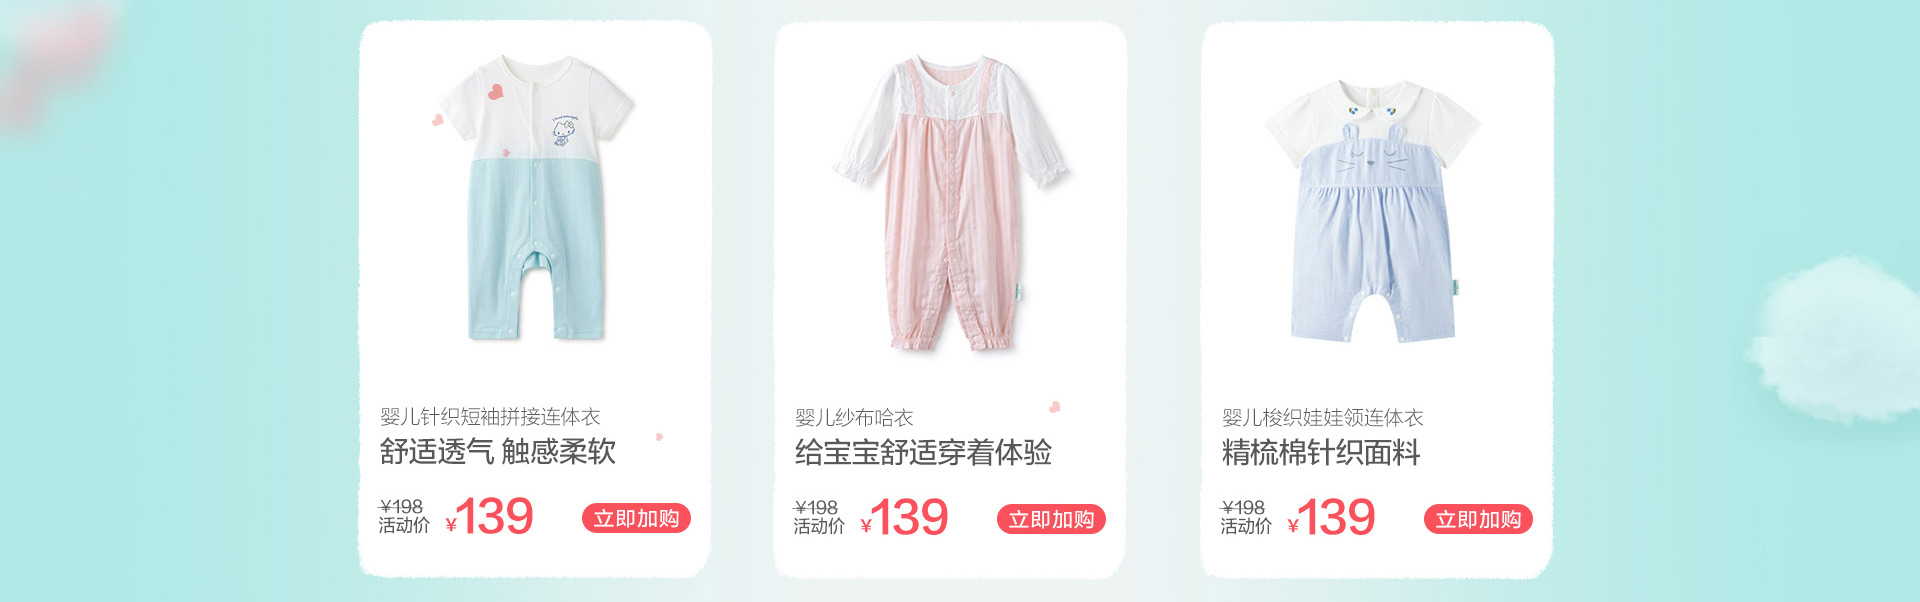 婴儿针织短袖拼接连体衣
舒适透气 触感柔软
¥198
活动价 ¥139
立即加购
婴儿纱布哈衣
给宝宝舒适穿着体验
¥198
活动价 ¥139
立即加购
婴儿梭织娃娃领连体衣
精梳棉针织面料
¥198
活动价 ¥139
立即加购